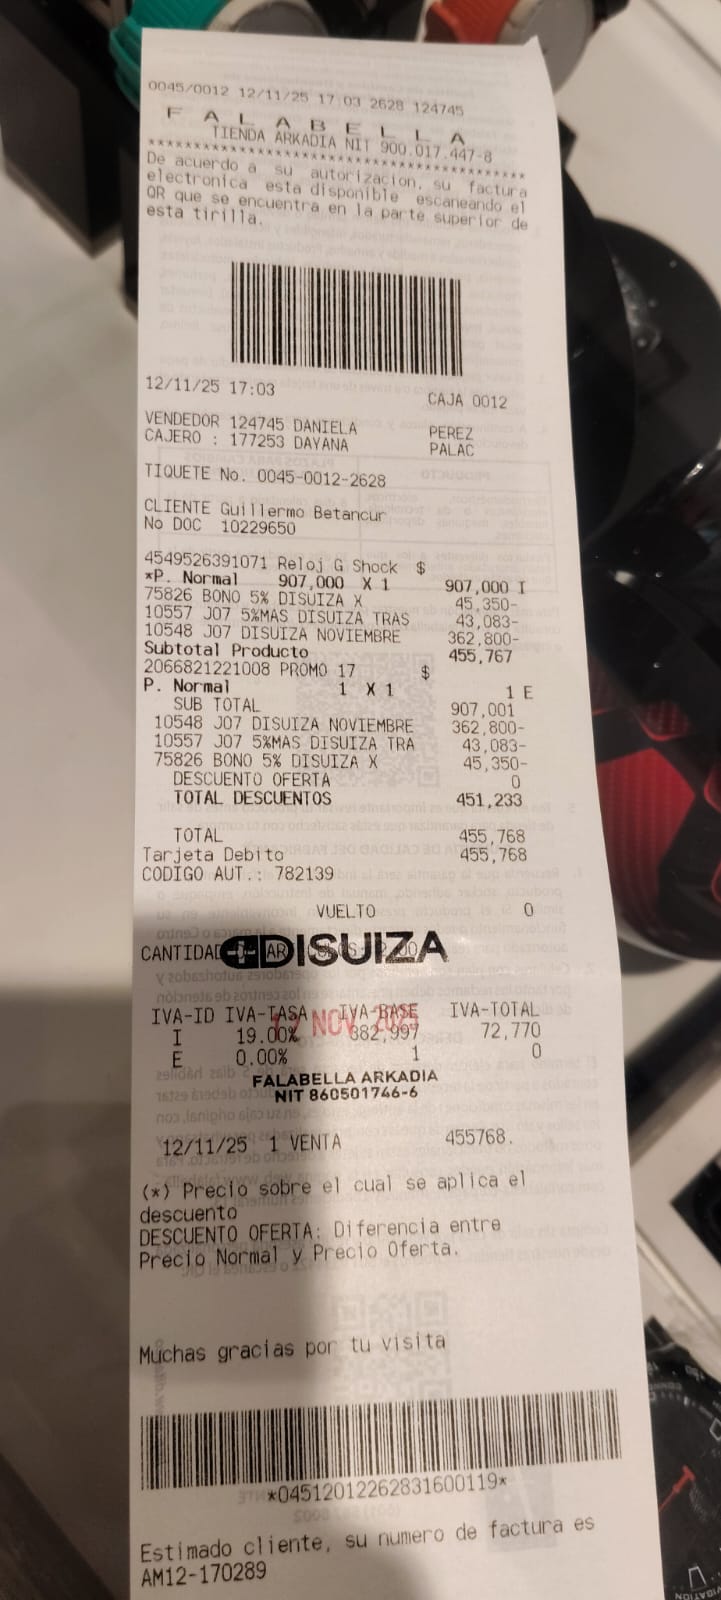 0045/0012 12/11/25 17:03 2628 124745
FALABELLA
TIENDA ARKADIA NIT 900.017.447-8
****************************************
De acuerdo a su autorizacion, su factura
electronica esta disponible escaneando el
QR que se encuentra en la parte superior de
esta tirilla.
12/11/25 17:03 CAJA 0012
VENDEDOR 124745 DANIELA PEREZ
CAJERO : 177253 DAYANA PALAC
TIQUETE No. 0045-0012-2628
CLIENTE Guillermo Betancur
No DOC 10229650
4549526391071 Reloj G Shock $
*P. Normal 907,000 X 1 907,000 I
75826 BONO 5% DISUIZA X 45,350-
10557 J07 5%MAS DISUIZA TRAS 43,083-
10548 J07 DISUIZA NOVIEMBRE 362,800-
Subtotal Producto 455,767
2066821221008 PROMO 17 $
P. Normal 1 X 1 1 E
SUB TOTAL 907,001
10548 J07 DISUIZA NOVIEMBRE 362,800-
10557 J07 5%MAS DISUIZA TRA 43,083-
75826 BONO 5% DISUIZA X 45,350-
DESCUENTO OFERTA 0
TOTAL DESCUENTOS 451,233
TOTAL 455,768
Tarjeta Debito 455,768
CODIGO AUT.: 782139
VUELTO 0
CANTIDAD
DISUIZA
IVA-ID IVA-TASA IVA-BASE IVA-TOTAL
I 19.00% 382,997 72,770
NOV
E 0.00% 1 0
FALABELLA ARKADIA
NIT 860501746-6
12/11/25 1 VENTA 455768.
(*) Precio sobre el cual se aplica el
descuento
DESCUENTO OFERTA: Diferencia entre
Precio Normal y Precio Oferta.
Muchas gracias por tu visita
*04512012262831600119*
Estimado cliente, su numero de factura es
AM12-170289